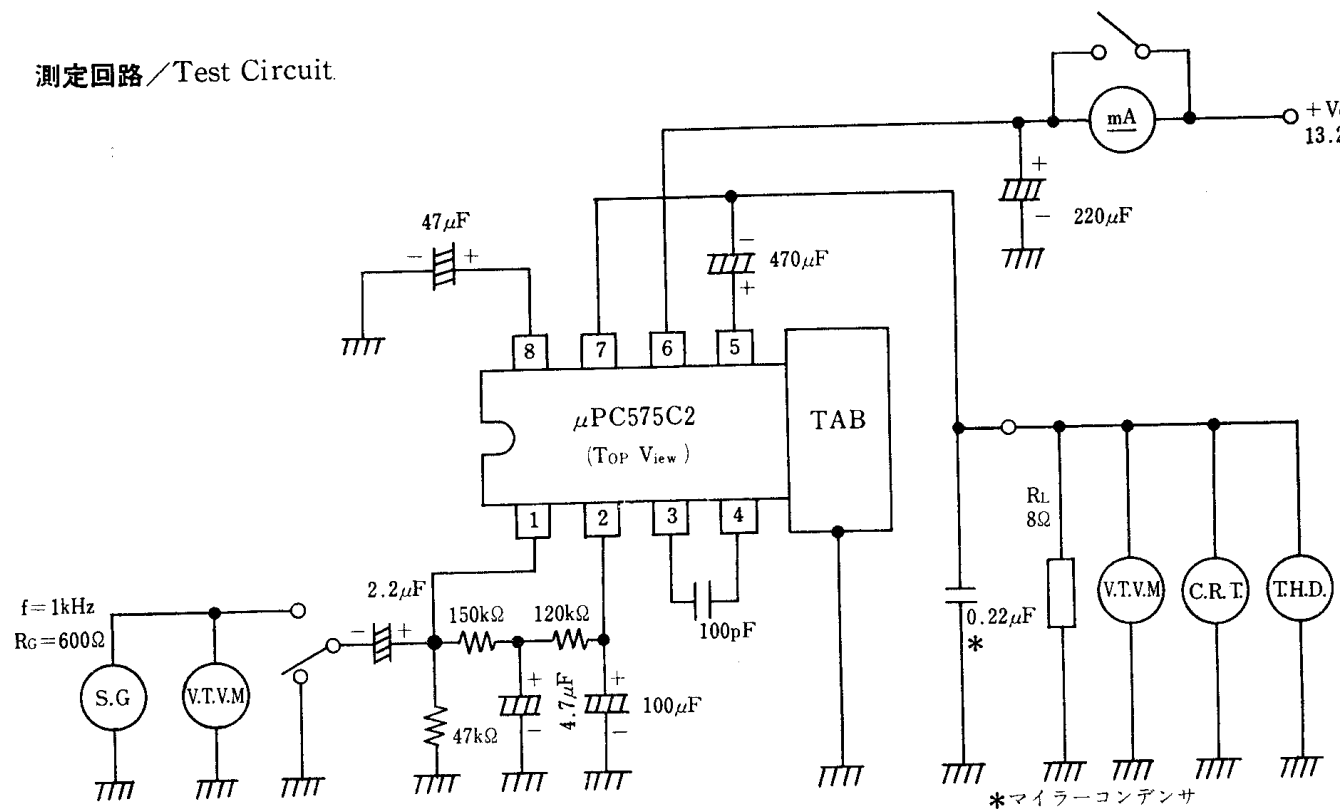 測定回路／Test Circuit
mA
13.2
+
−
220μF
47μF
−
+
−
470μF
+
8
7
6
5
μPC575C2
(Top View)
TAB
1
2
3
4
RL
8Ω
2.2μF
f=1kHz
150kΩ
120kΩ
100pF
0.22μF
*
V.T.V.M
C.R.T.
T.H.D.
RG=600Ω
−
+
S.G
V.T.V.M
+
−
4.7μF
+
−
100μF
47kΩ
*マイラーコンデンサ